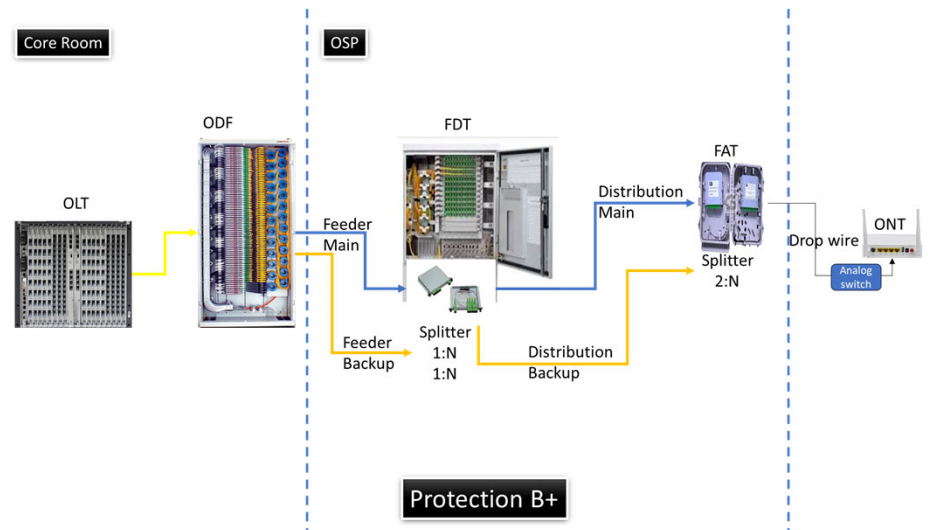 Core Room
OSP
ODF
FDT
FAT
OLT
Feeder
Main
Distribution
Main
Drop wire
ONT
Analog
switch
Splitter
2:N
Feeder
Backup
Splitter
1:N
1:N
Distribution
Backup
Protection B+